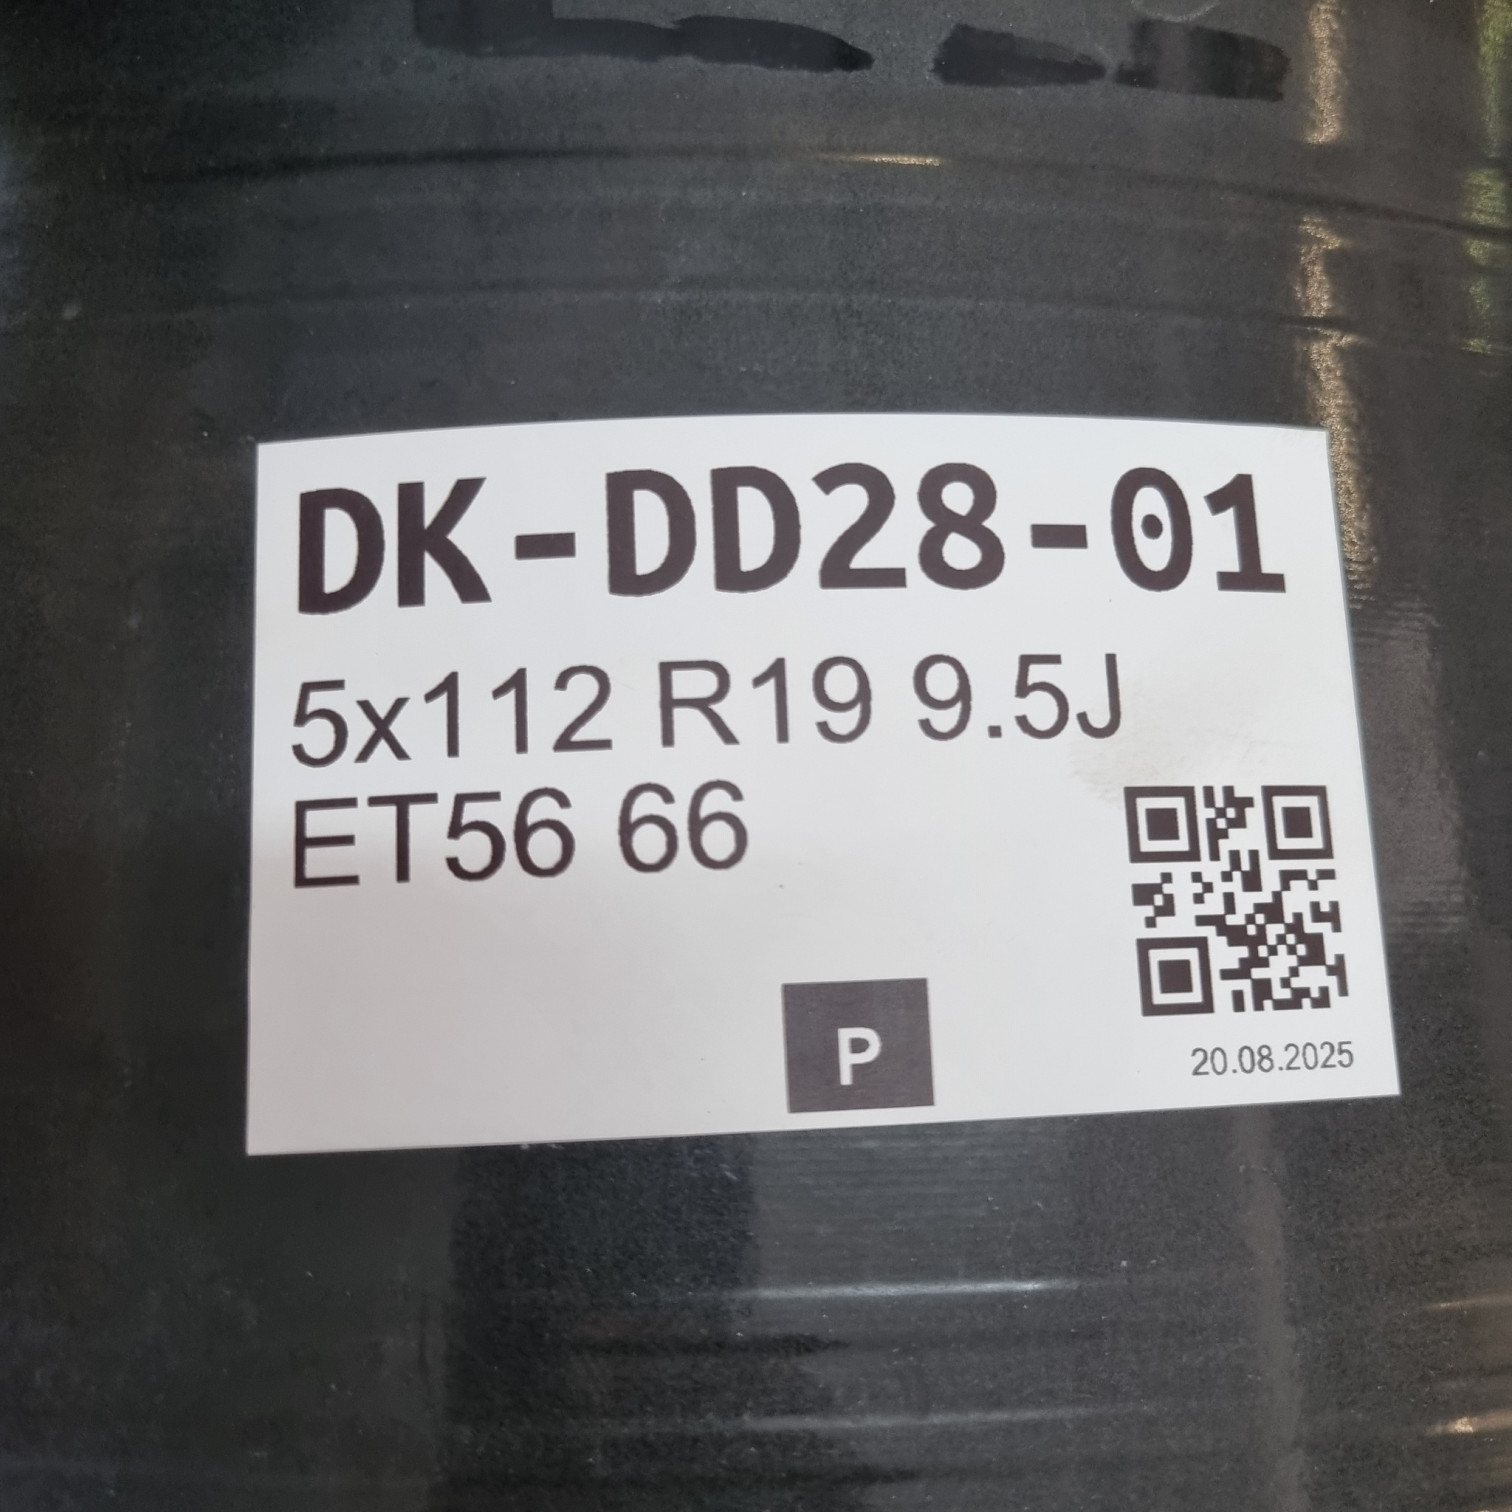 DK-DD28-01
5x112 R19 9.5J
ET56 66
P
20.08.2025